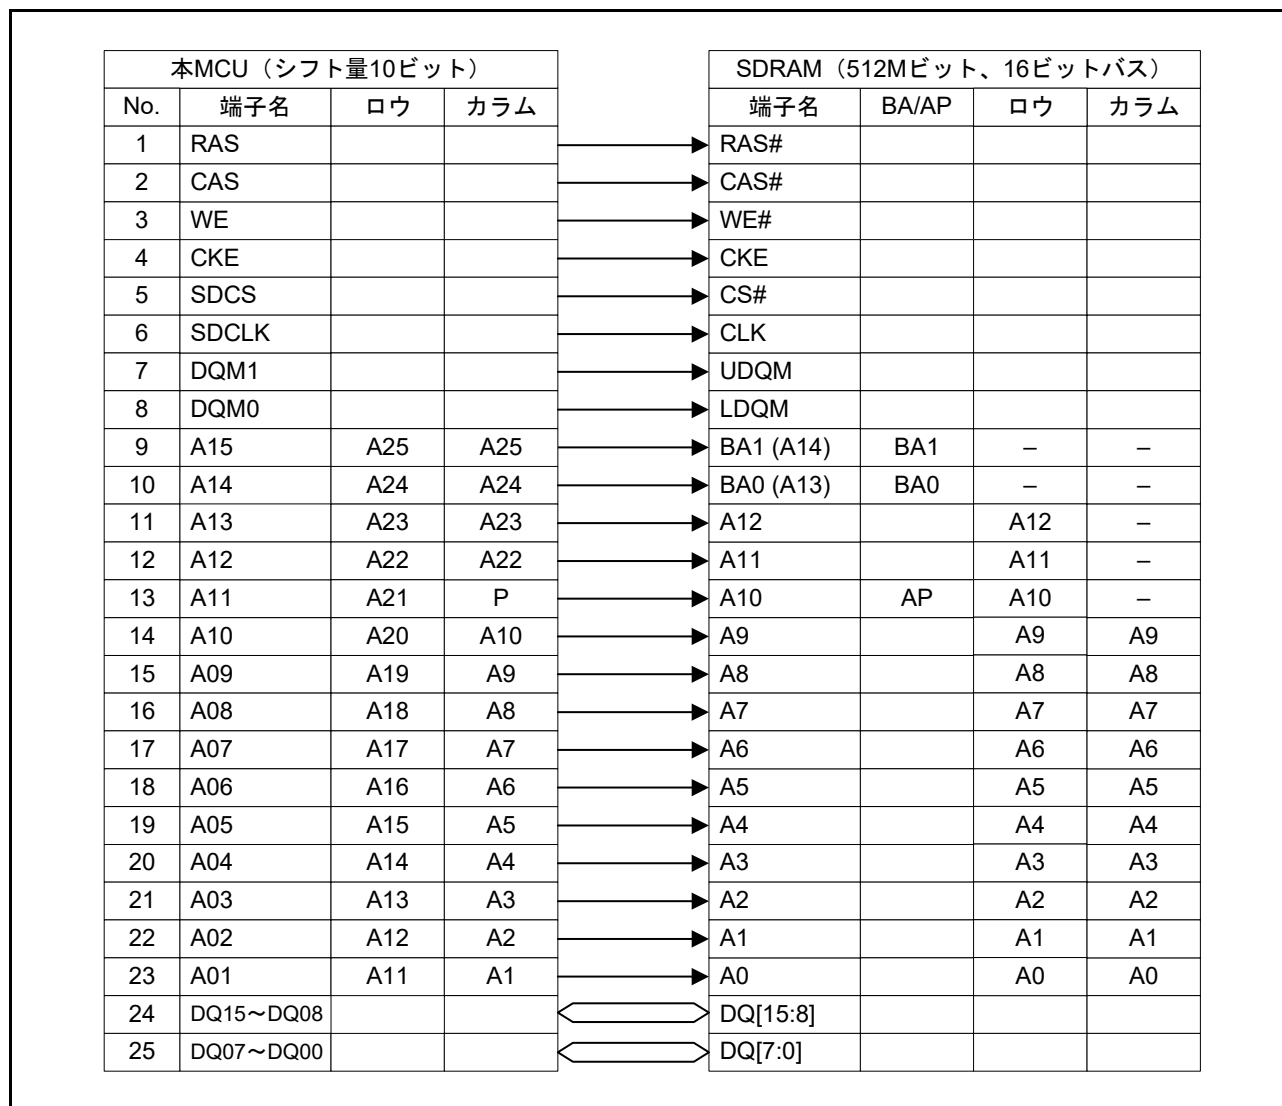 本MCU（シフト量10ビット） SDRAM（512Mビット、16ビットバス）
No. 端子名 ロウ カラム 端子名 BA/AP ロウ カラム
1 RAS RAS#
2 CAS CAS#
3 WE WE#
4 CKE CKE
5 SDCS CS#
6 SDCLK CLK
7 DQM1 UDQM
8 DQM0 LDQM
9 A15 A25 A25 BA1 (A14) BA1 – –
10 A14 A24 A24 BA0 (A13) BA0 – –
11 A13 A23 A23 A12 A12 –
12 A12 A22 A22 A11 A11 –
13 A11 A21 P A10 AP A10 –
14 A10 A20 A10 A9 A9 A9
15 A09 A19 A9 A8 A8 A8
16 A08 A18 A8 A7 A7 A7
17 A07 A17 A7 A6 A6 A6
18 A06 A16 A6 A5 A5 A5
19 A05 A15 A5 A4 A4 A4
20 A04 A14 A4 A3 A3 A3
21 A03 A13 A3 A2 A2 A2
22 A02 A12 A2 A1 A1 A1
23 A01 A11 A1 A0 A0 A0
24 DQ15～DQ08 DQ[15:8]
25 DQ07～DQ00 DQ[7:0]